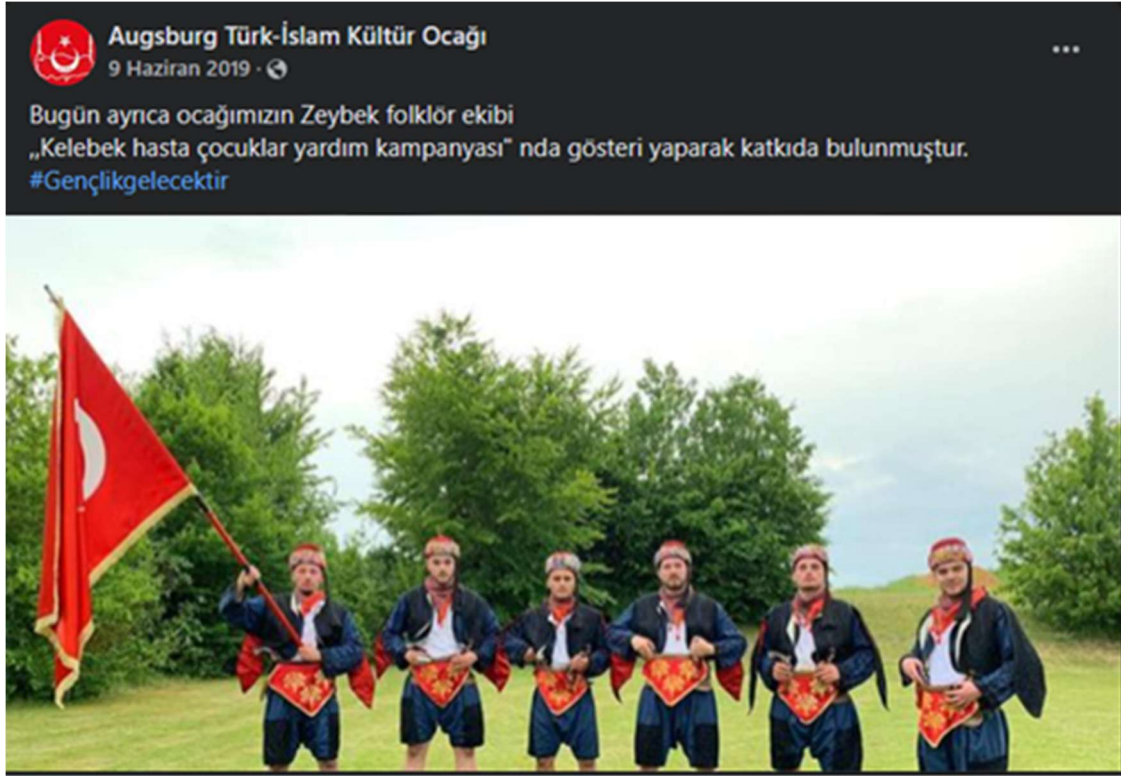 Augsburg Türk-İslam Kültür Ocağı
9 Haziran 2019 ·
Bugün ayrıca ocağımızın Zeybek folklör ekibi
„Kelebek hasta çocuklar yardım kampanyası" nda gösteri yaparak katkıda bulunmuştur.
#Gençlikgelecektir